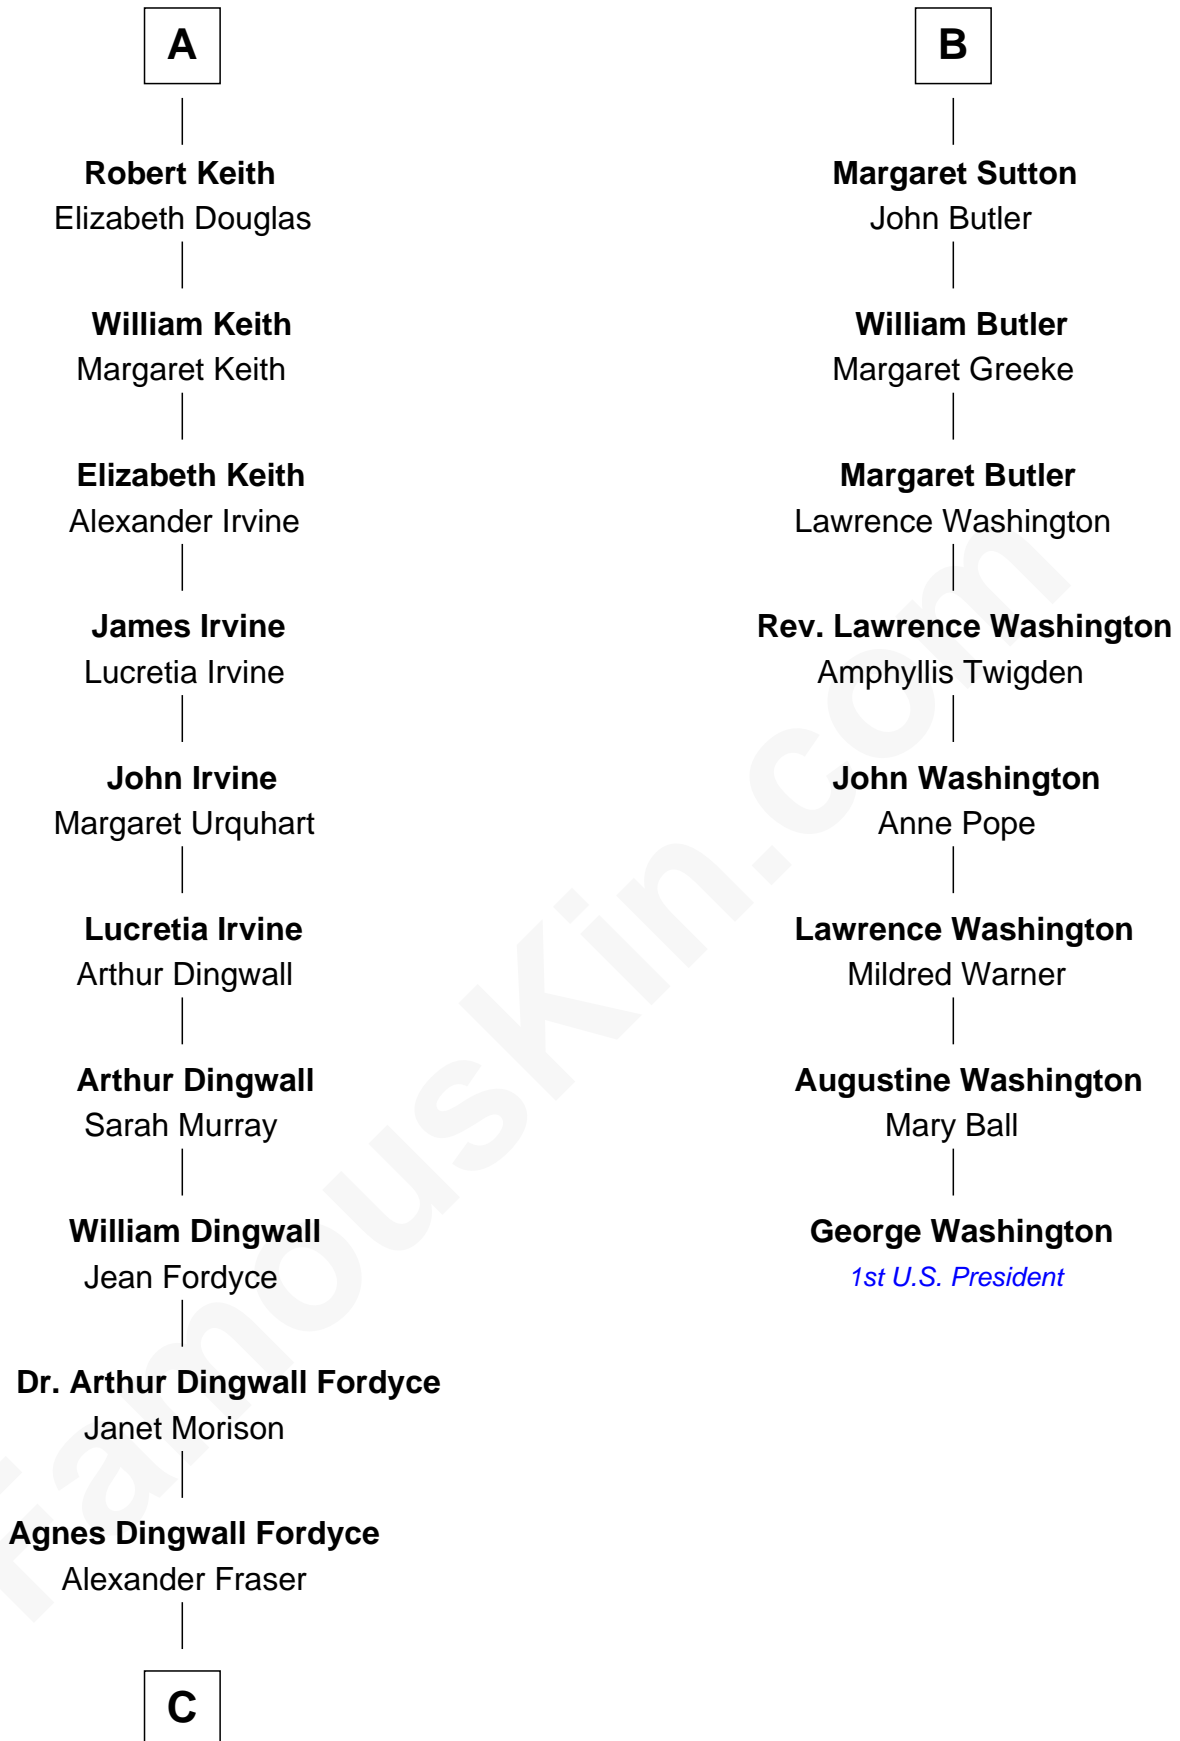 A
Robert Keith
Elizabeth Douglas
William Keith
Margaret Keith
Elizabeth Keith
Alexander Irvine
James Irvine
Lucretia Irvine
John Irvine
Margaret Urquhart
Lucretia Irvine
Arthur Dingwall
Arthur Dingwall
Sarah Murray
William Dingwall
Jean Fordyce
Dr. Arthur Dingwall Fordyce
Janet Morison
Agnes Dingwall Fordyce
Alexander Fraser
C
B
Margaret Sutton
John Butler
William Butler
Margaret Greeke
Margaret Butler
Lawrence Washington
Rev. Lawrence Washington
Amphyllis Twigden
John Washington
Anne Pope
Lawrence Washington
Mildred Warner
Augustine Washington
Mary Ball
George Washington
1st U.S. President
FamousKin.com